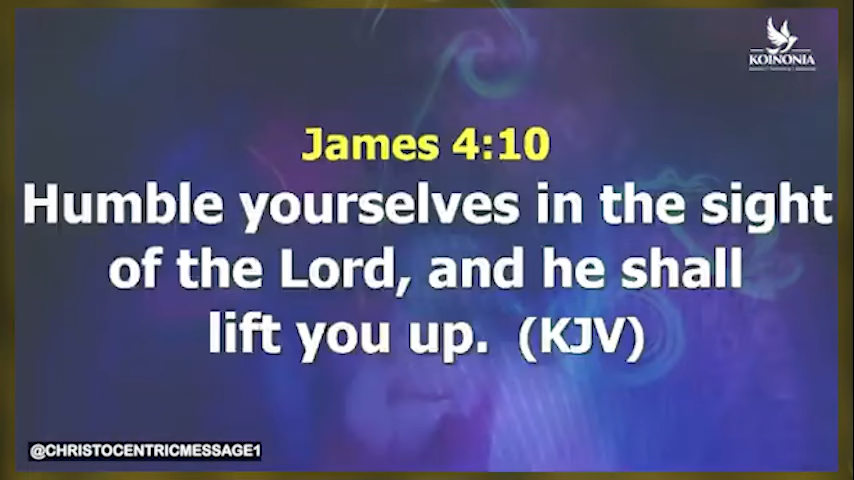 KOINONIA
James 4:10
Humble yourselves in the sight
of the Lord, and he shall
lift you up. (KJV)
@CHRISTOCENTRICMESSAGE1